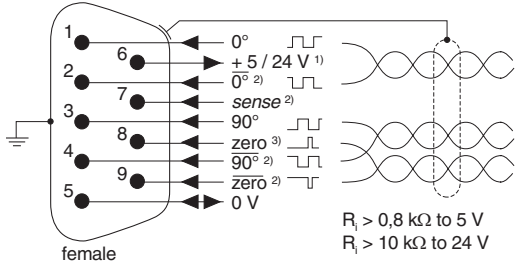 1 0°
6 + 5 / 24 V 1)
2 0° 2)
7 sense 2)
3 90°
8 zero 3)
4 90° 2)
9 zero 2)
5 0 V
female
Ri > 0,8 kΩ to 5 V
Ri > 10 kΩ to 24 V